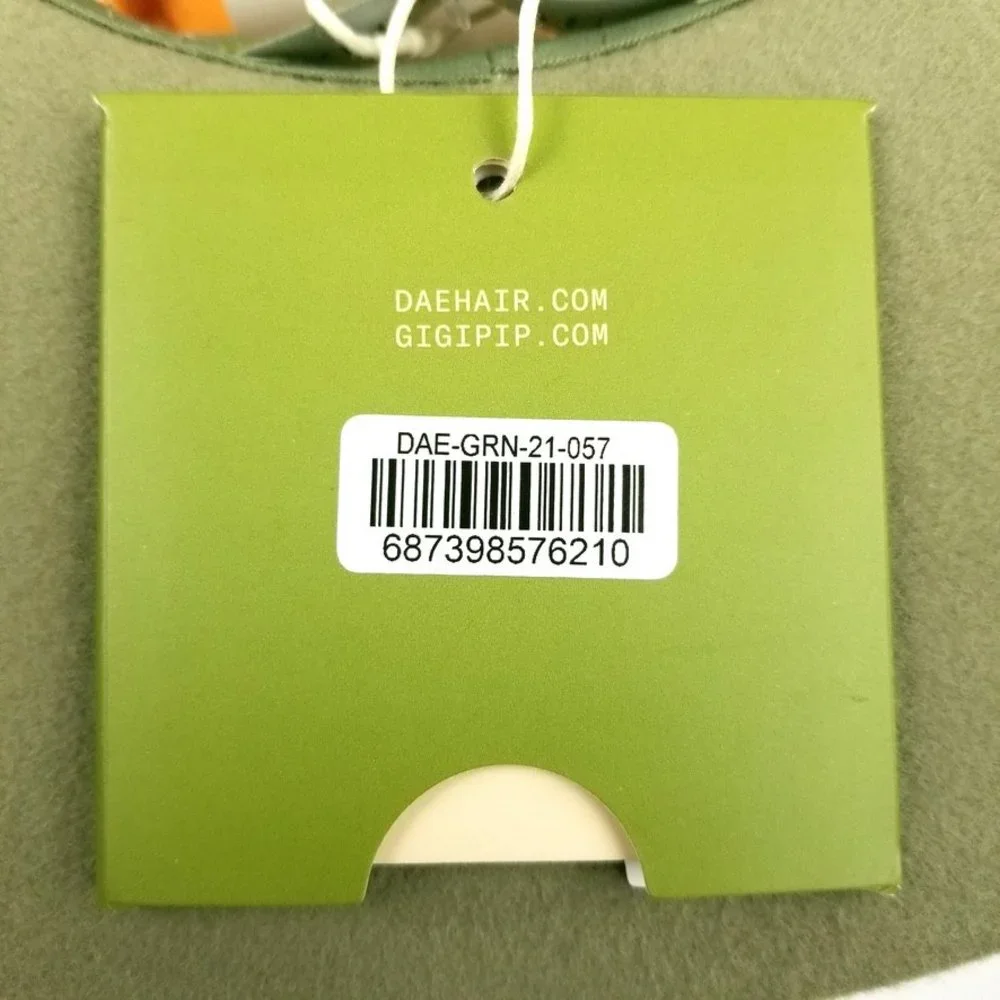 DAEHAIR.COM
GIGIPIP.COM
DAE-GRN-21-057
687398576210